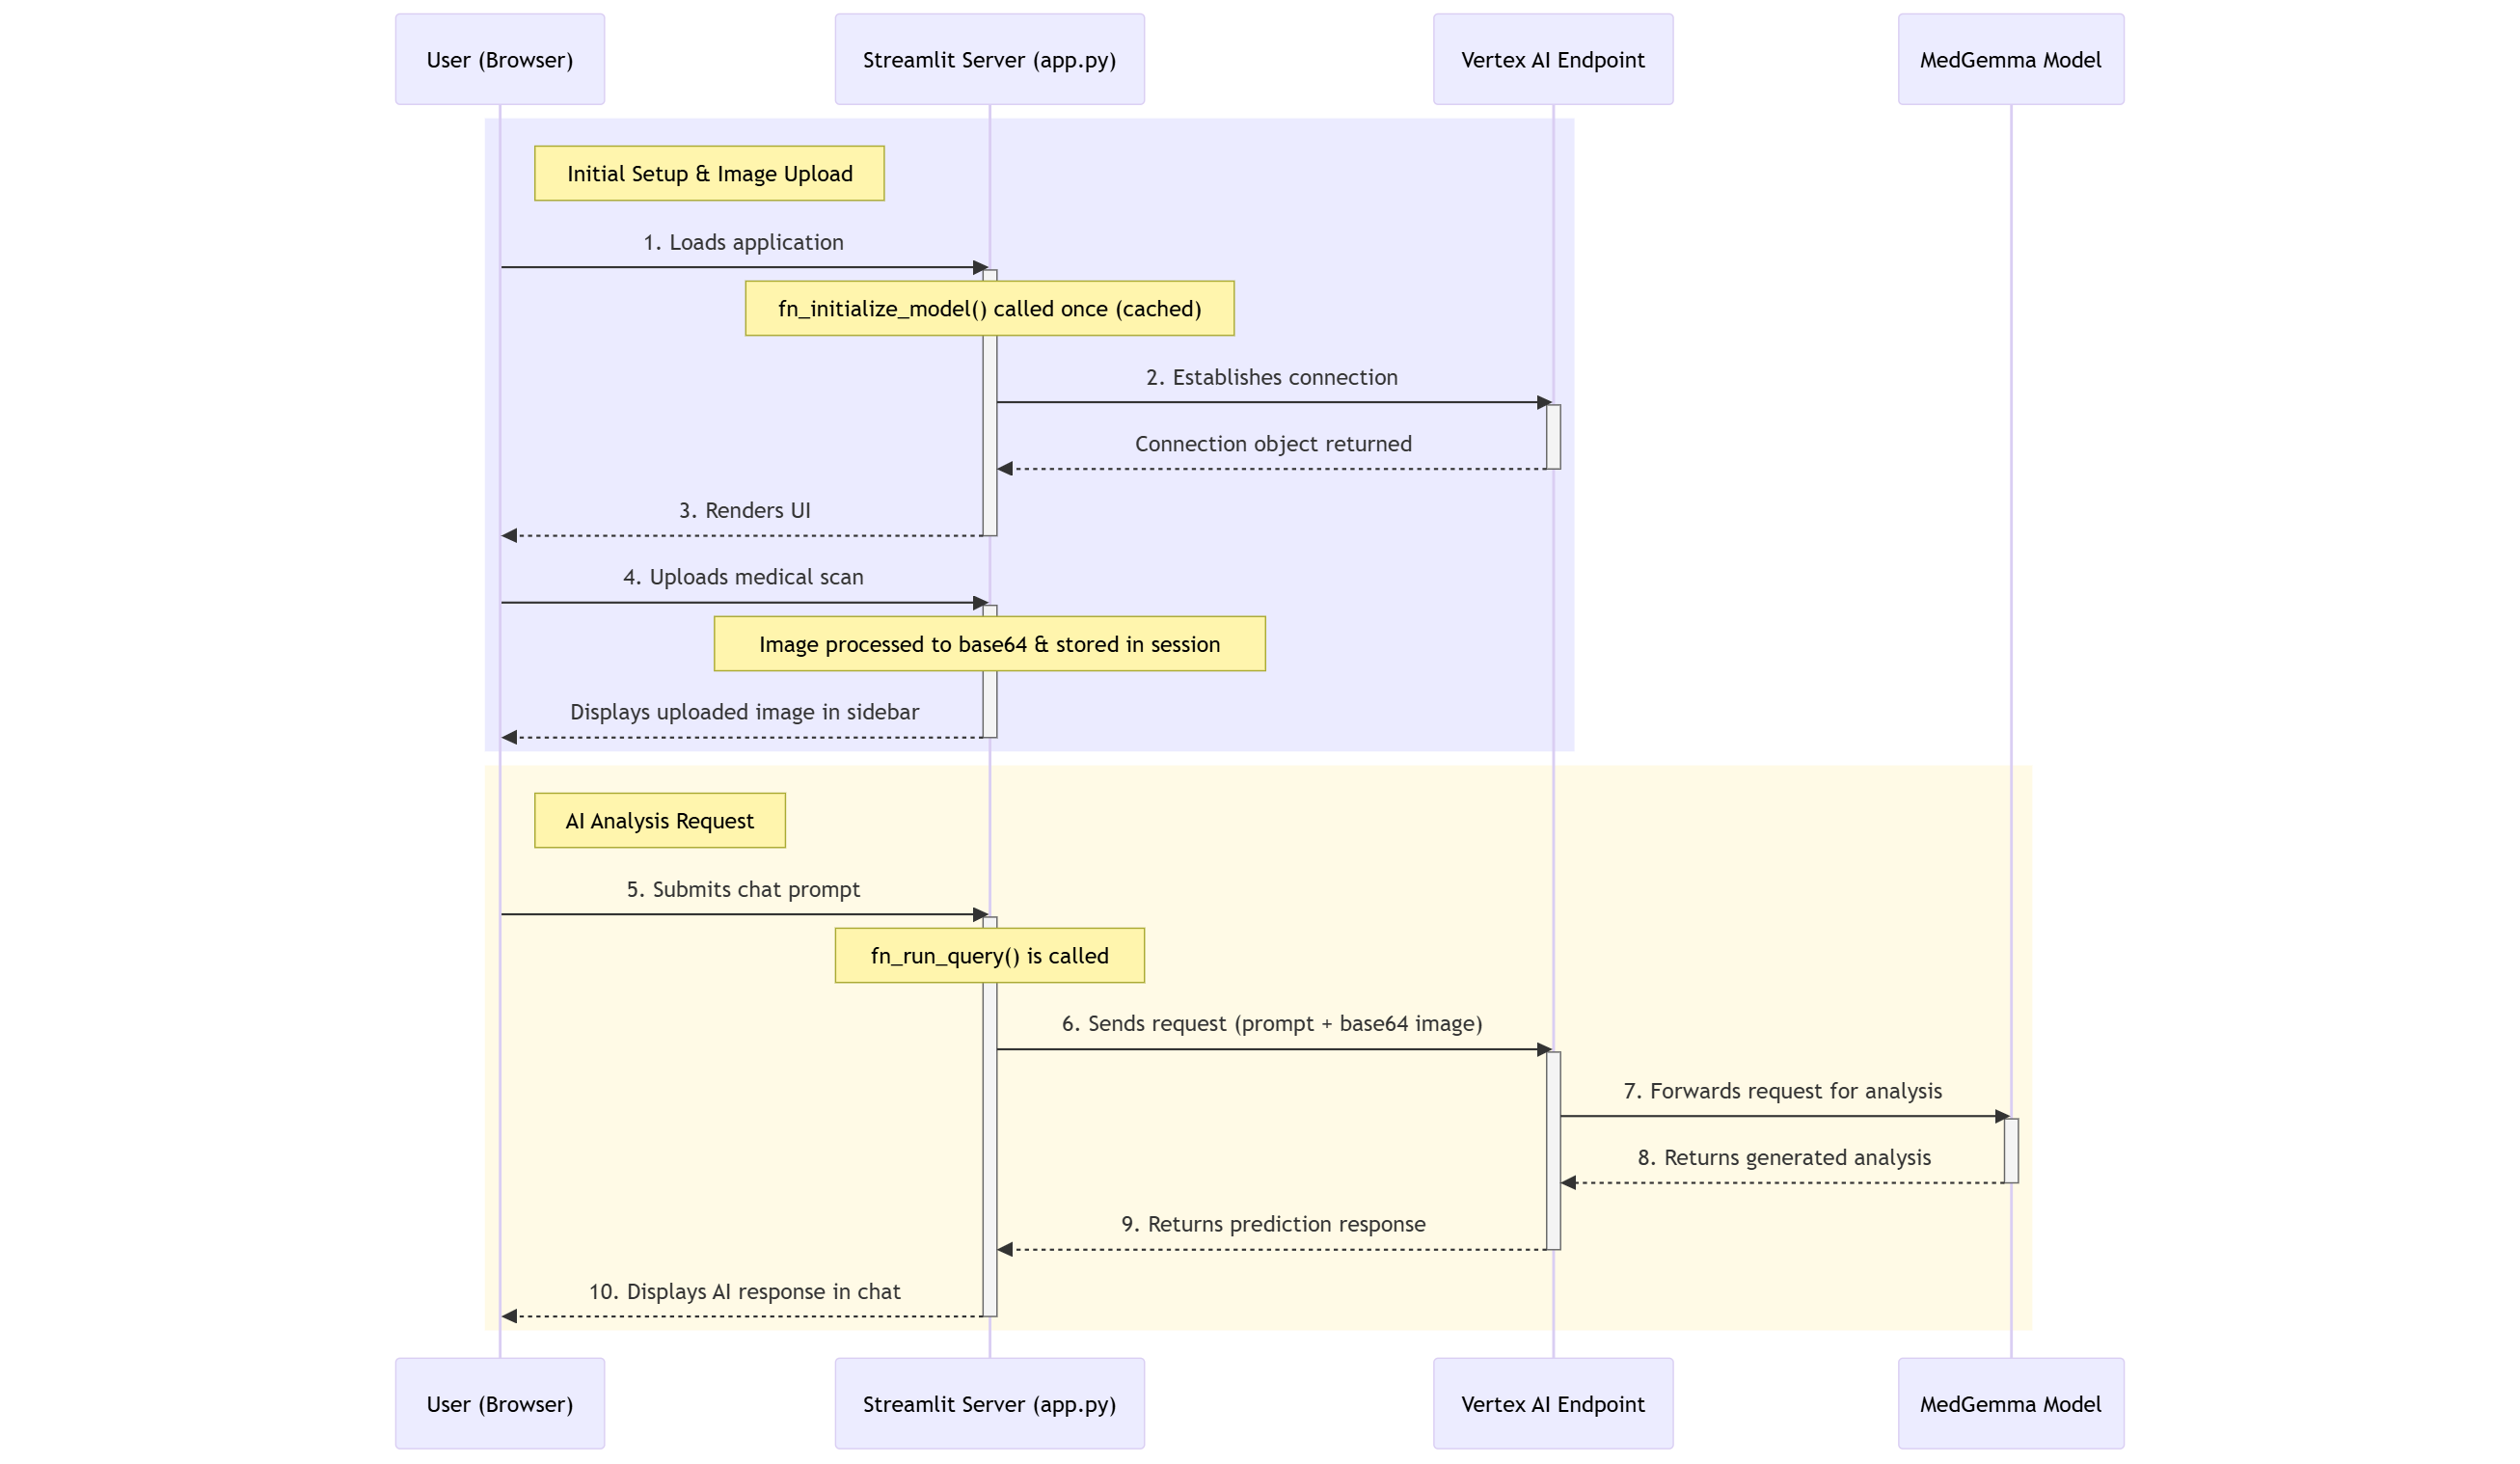 User (Browser)
Streamlit Server (app.py)
Vertex AI Endpoint
MedGemma Model
Initial Setup & Image Upload
1. Loads application
fn_initialize_model() called once (cached)
2. Establishes connection
Connection object returned
3. Renders UI
4. Uploads medical scan
Image processed to base64 & stored in session
Displays uploaded image in sidebar
AI Analysis Request
5. Submits chat prompt
fn_run_query() is called
6. Sends request (prompt + base64 image)
7. Forwards request for analysis
8. Returns generated analysis
9. Returns prediction response
10. Displays AI response in chat
User (Browser)
Streamlit Server (app.py)
Vertex AI Endpoint
MedGemma Model